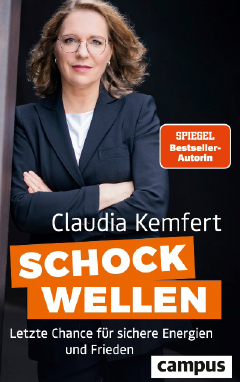 SPIEGEL
Bestseller-
Autorin
Claudia Kemfert
SCHOCK
WELLEN
Letzte Chance für sichere Energien
und Frieden
campus